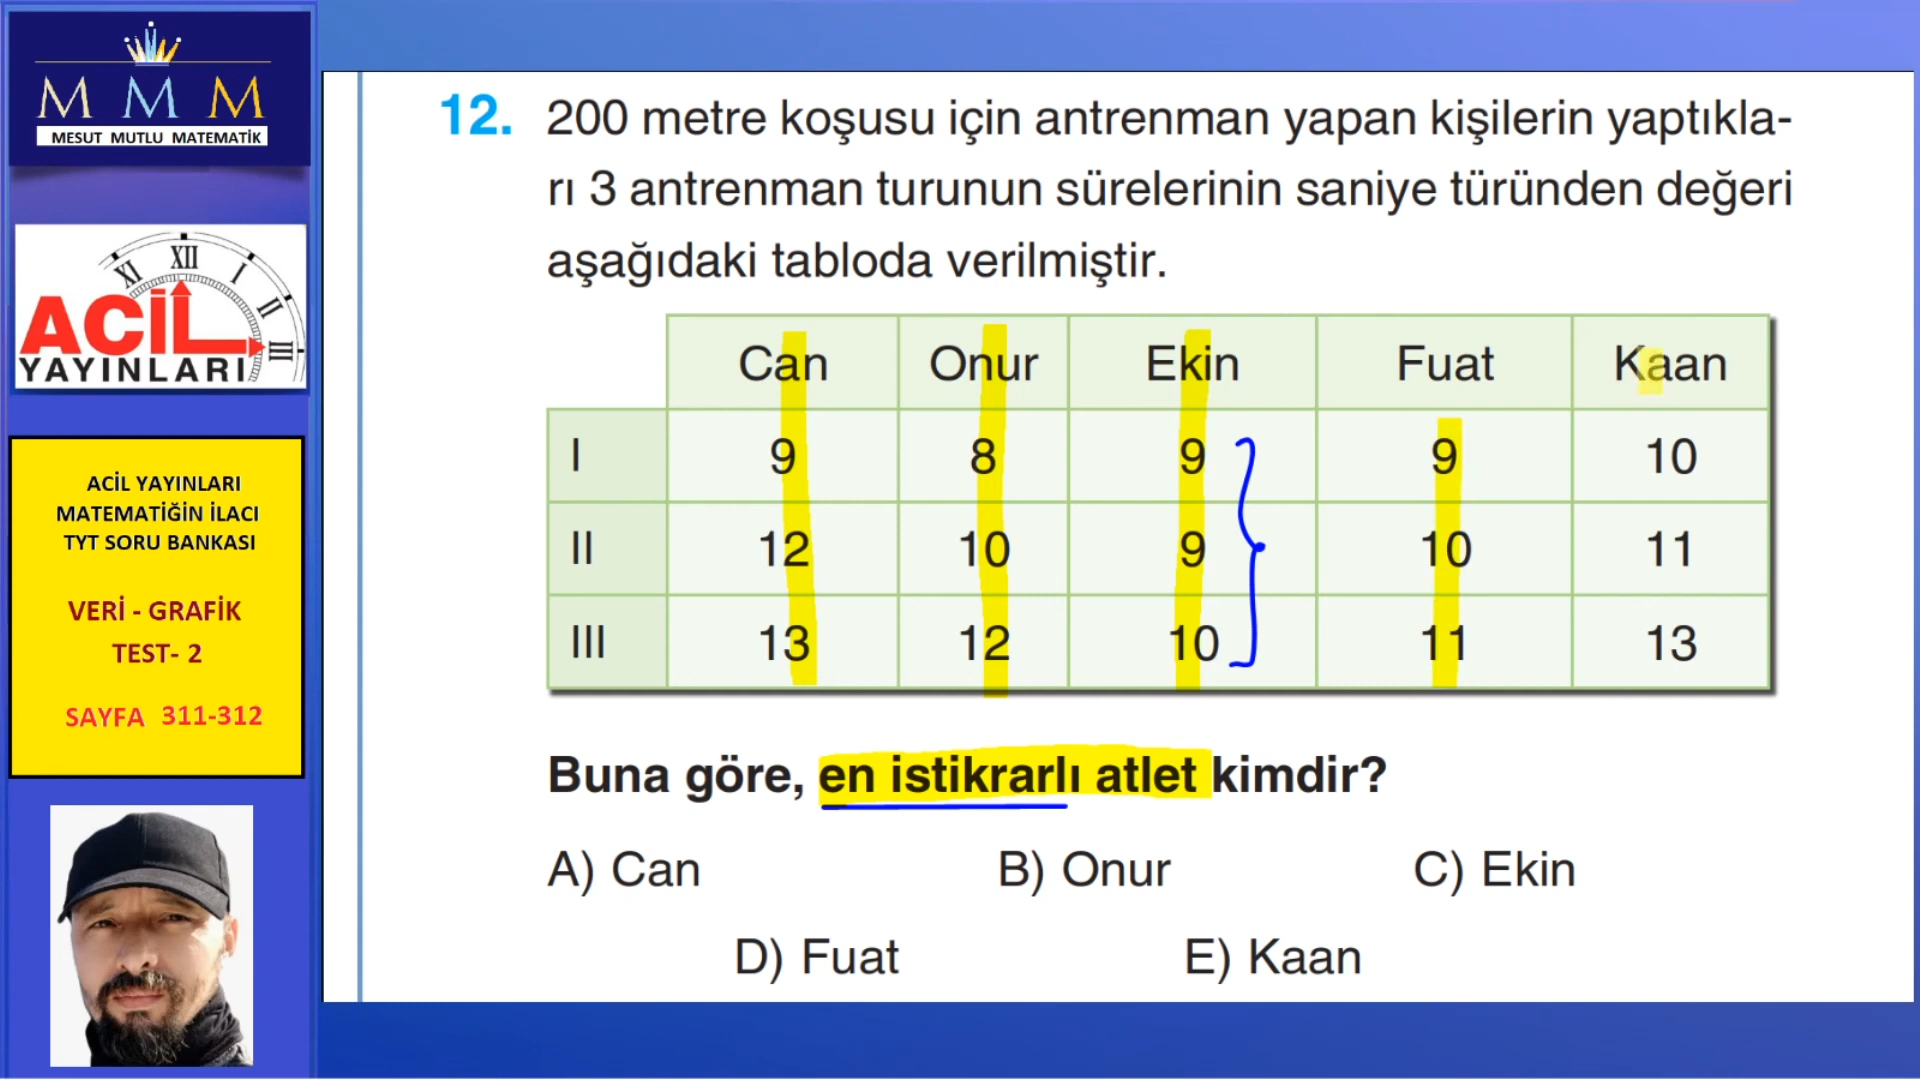 M M M
MESUT MUTLU MATEMATİK
XI XII I II III
ACİL
YAYINLARI
ACİL YAYINLARI
MATEMATİĞİN İLACI
TYT SORU BANKASI
VERİ - GRAFİK
TEST- 2
SAYFA 311-312
12. 200 metre koşusu için antrenman yapan kişilerin yaptıkla-
rı 3 antrenman turunun sürelerinin saniye türünden değeri
aşağıdaki tabloda verilmiştir.
Can Onur Ekin Fuat Kaan
I 9 8 9 9 10
II 12 10 9 10 11
III 13 12 10 11 13
Buna göre, en istikrarlı atlet kimdir?
A) Can B) Onur C) Ekin
D) Fuat E) Kaan